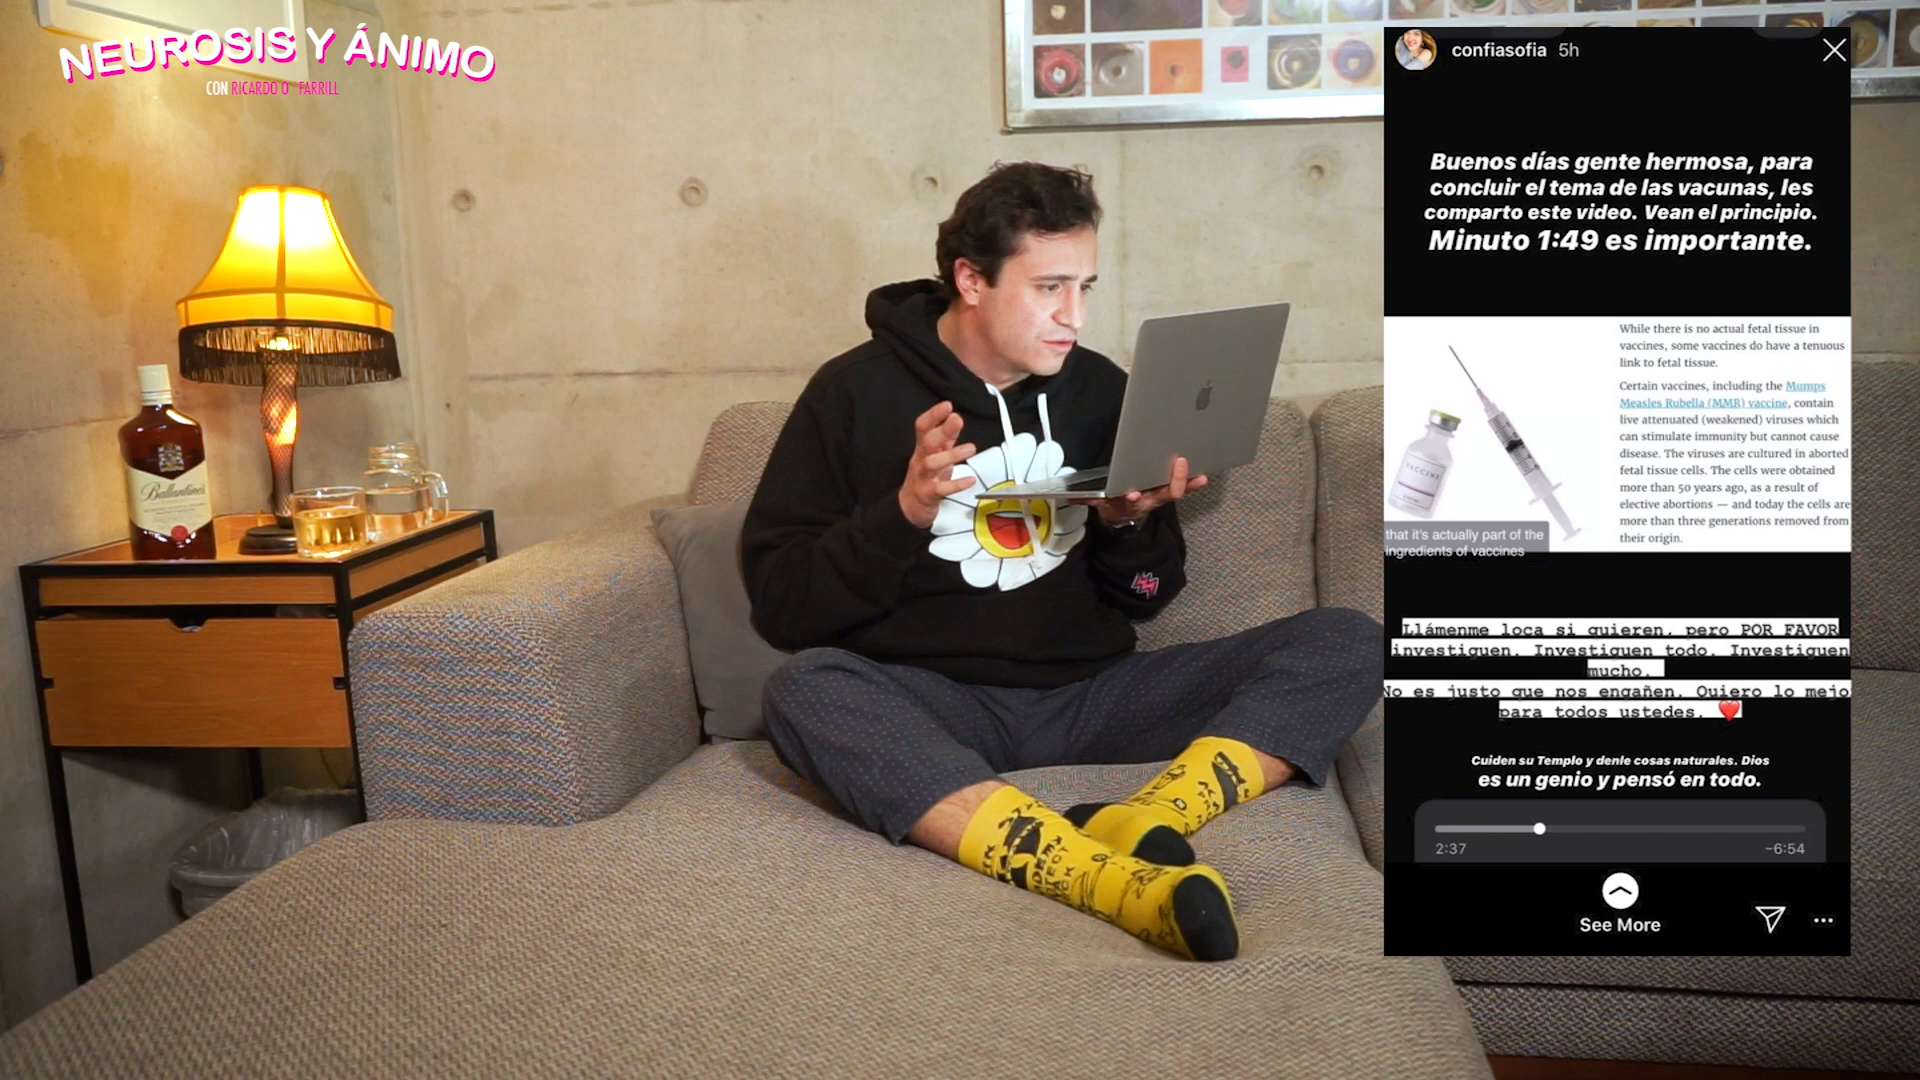 NEUROSIS Y ÁNIMO
CON RICARDO O' FARRILL
Ballantine's
confiasofia 5h
Buenos días gente hermosa, para
concluir el tema de las vacunas, les
comparto este video. Vean el principio.
Minuto 1:49 es importante.
While there is no actual fetal tissue in
vaccines, some vaccines do have a tenuous
link to fetal tissue.
Certain vaccines, including the Mumps
Measles Rubella (MMR) vaccine, contain
live attenuated (weakened) viruses which
can stimulate immunity but cannot cause
disease. The viruses are cultured in aborted
fetal tissue cells. The cells were obtained
more than 50 years ago, as a result of
elective abortions — and today the cells are
more than three generations removed from
their origin.
VACCINE
that it's actually part of the
ingredients of vaccines
Llámenme loca si quieren, pero POR FAVOR
investiguen. Investiguen todo. Investiguen
mucho.
No es justo que nos engañen. Quiero lo mejo
para todos ustedes. ❤️
Cuiden su Templo y denle cosas naturales. Dios
es un genio y pensó en todo.
2:37 -6:54
See More